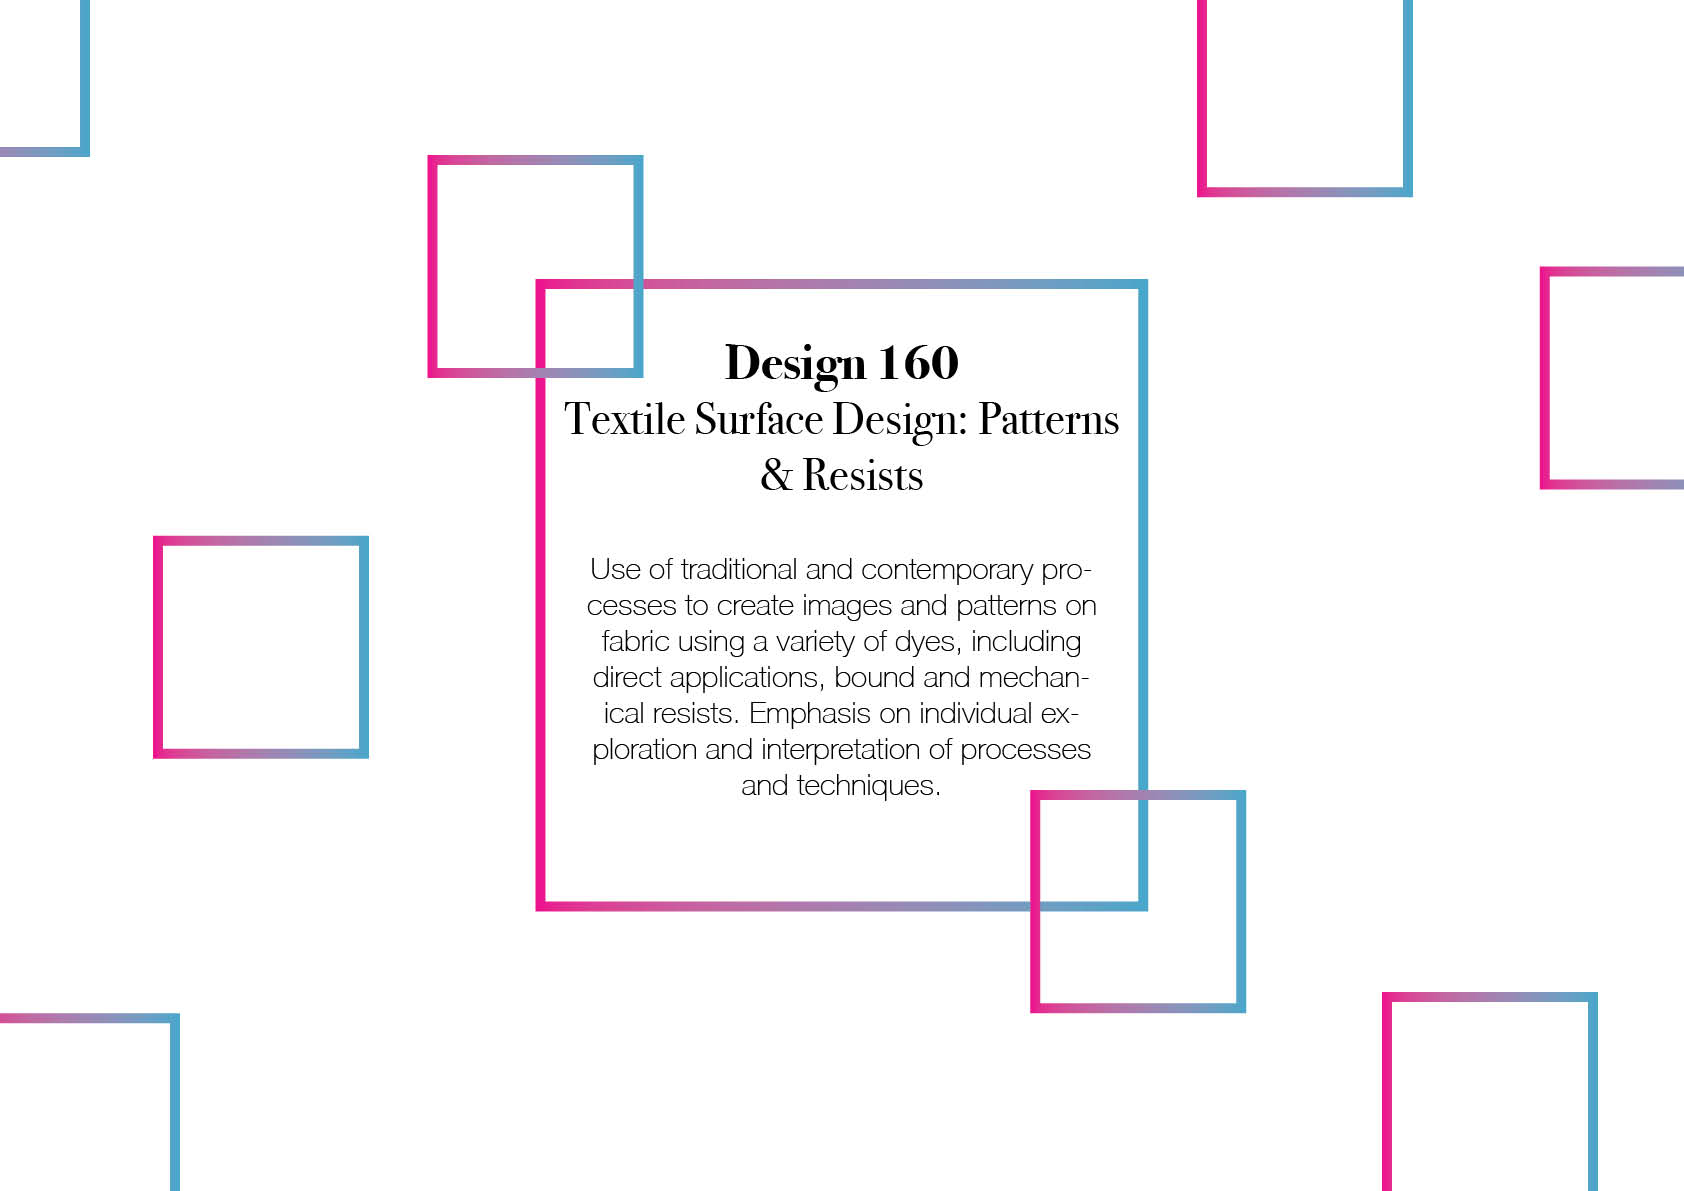 Design 160
Textile Surface Design: Patterns
& Resists
Use of traditional and contemporary pro-
cesses to create images and patterns on
fabric using a variety of dyes, including
direct applications, bound and mechan-
ical resists. Emphasis on individual ex-
ploration and interpretation of processes
and techniques.